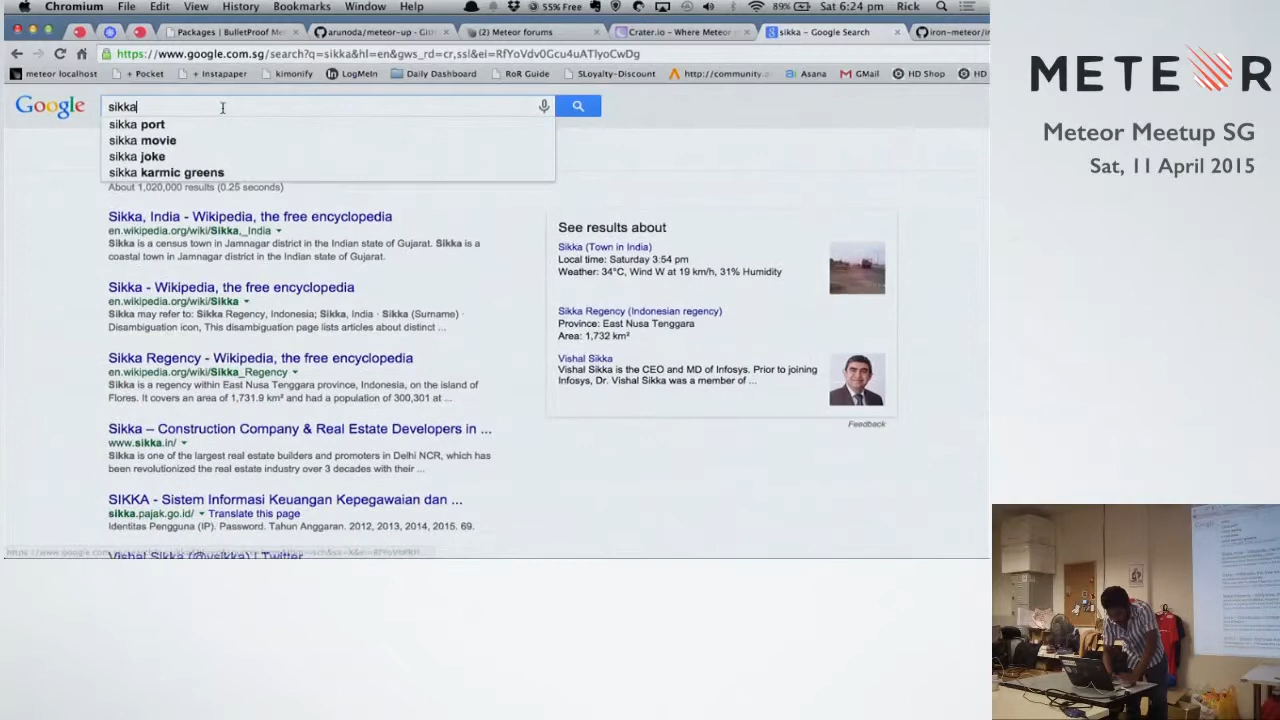 Chromium File Edit View History Bookmarks Window Help 55% Free 89% Sat 6:24 pm Rick
Packages | BulletProof Me
arunoda/meteor-up · GitH
(2) Meteor forums
Crater.io – Where Meteor
sikka – Google Search
iron-meteor/ir
https://www.google.com.sg/search?q=sikka&hl=en&gws_rd=cr,ssl&ei=RfYoVdv0Gcu4uATlyoCwDg
meteor localhost + Pocket + Instapaper kimonify LogMeIn Daily Dashboard RoR Guide SLoyalty-Discount http://community.a Asana GMail HD Shop HD
Google
sikka
sikka port
sikka movie
sikka joke
sikka karmic greens
About 1,020,000 results (0.25 seconds)
Sikka, India - Wikipedia, the free encyclopedia
en.wikipedia.org/wiki/Sikka,_India
Sikka is a census town in Jamnagar district in the Indian state of Gujarat. Sikka is a
coastal town in Jamnagar district in the Indian state of Gujarat.
Sikka - Wikipedia, the free encyclopedia
en.wikipedia.org/wiki/Sikka
Sikka may refer to: Sikka Regency, Indonesia; Sikka, India · Sikka (Surname) ·
Disambiguation icon, This disambiguation page lists articles about distinct ...
Sikka Regency - Wikipedia, the free encyclopedia
en.wikipedia.org/wiki/Sikka_Regency
Sikka is a regency within East Nusa Tenggara province, Indonesia, on the island of
Flores. It covers an area of 1,731.9 km² and had a population of 300,301 at ...
Sikka – Construction Company & Real Estate Developers in ...
www.sikka.in/
Sikka is one of the largest real estate builders and promoters in Delhi NCR, which has
been revolutionized the real estate industry over 3 decades with their ...
SIKKA - Sistem Informasi Keuangan Kepegawaian dan ...
sikka.pajak.go.id/ Translate this page
Identitas Pengguna (IP). Password. Tahun Anggaran. 2012, 2013, 2014, 2015. 69.
Vishal Sikka (@vsikka) | Twitter
See results about
Sikka (Town in India)
Local time: Saturday 3:54 pm
Weather: 34°C, Wind W at 19 km/h, 31% Humidity
Sikka Regency (Indonesian regency)
Province: East Nusa Tenggara
Area: 1,732 km²
Vishal Sikka
Vishal Sikka is the CEO and MD of Infosys. Prior to joining
Infosys, Dr. Vishal Sikka was a member of ...
Feedback
METEOR
Meteor Meetup SG
Sat, 11 April 2015